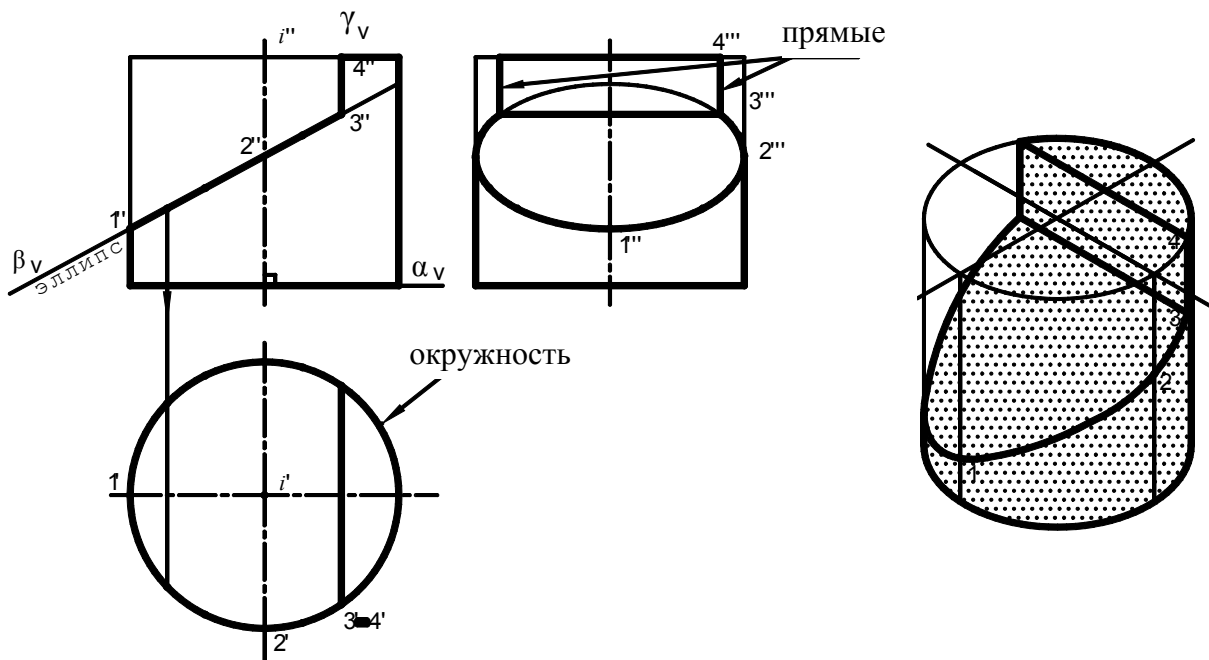 i'' γv
4'' 4''' прямые
3'' 3'''
2'' 2'''
1'' 1'''
βv эллипс αv
окружность
1' i'
2' 3'≡4'
4
3
2
1